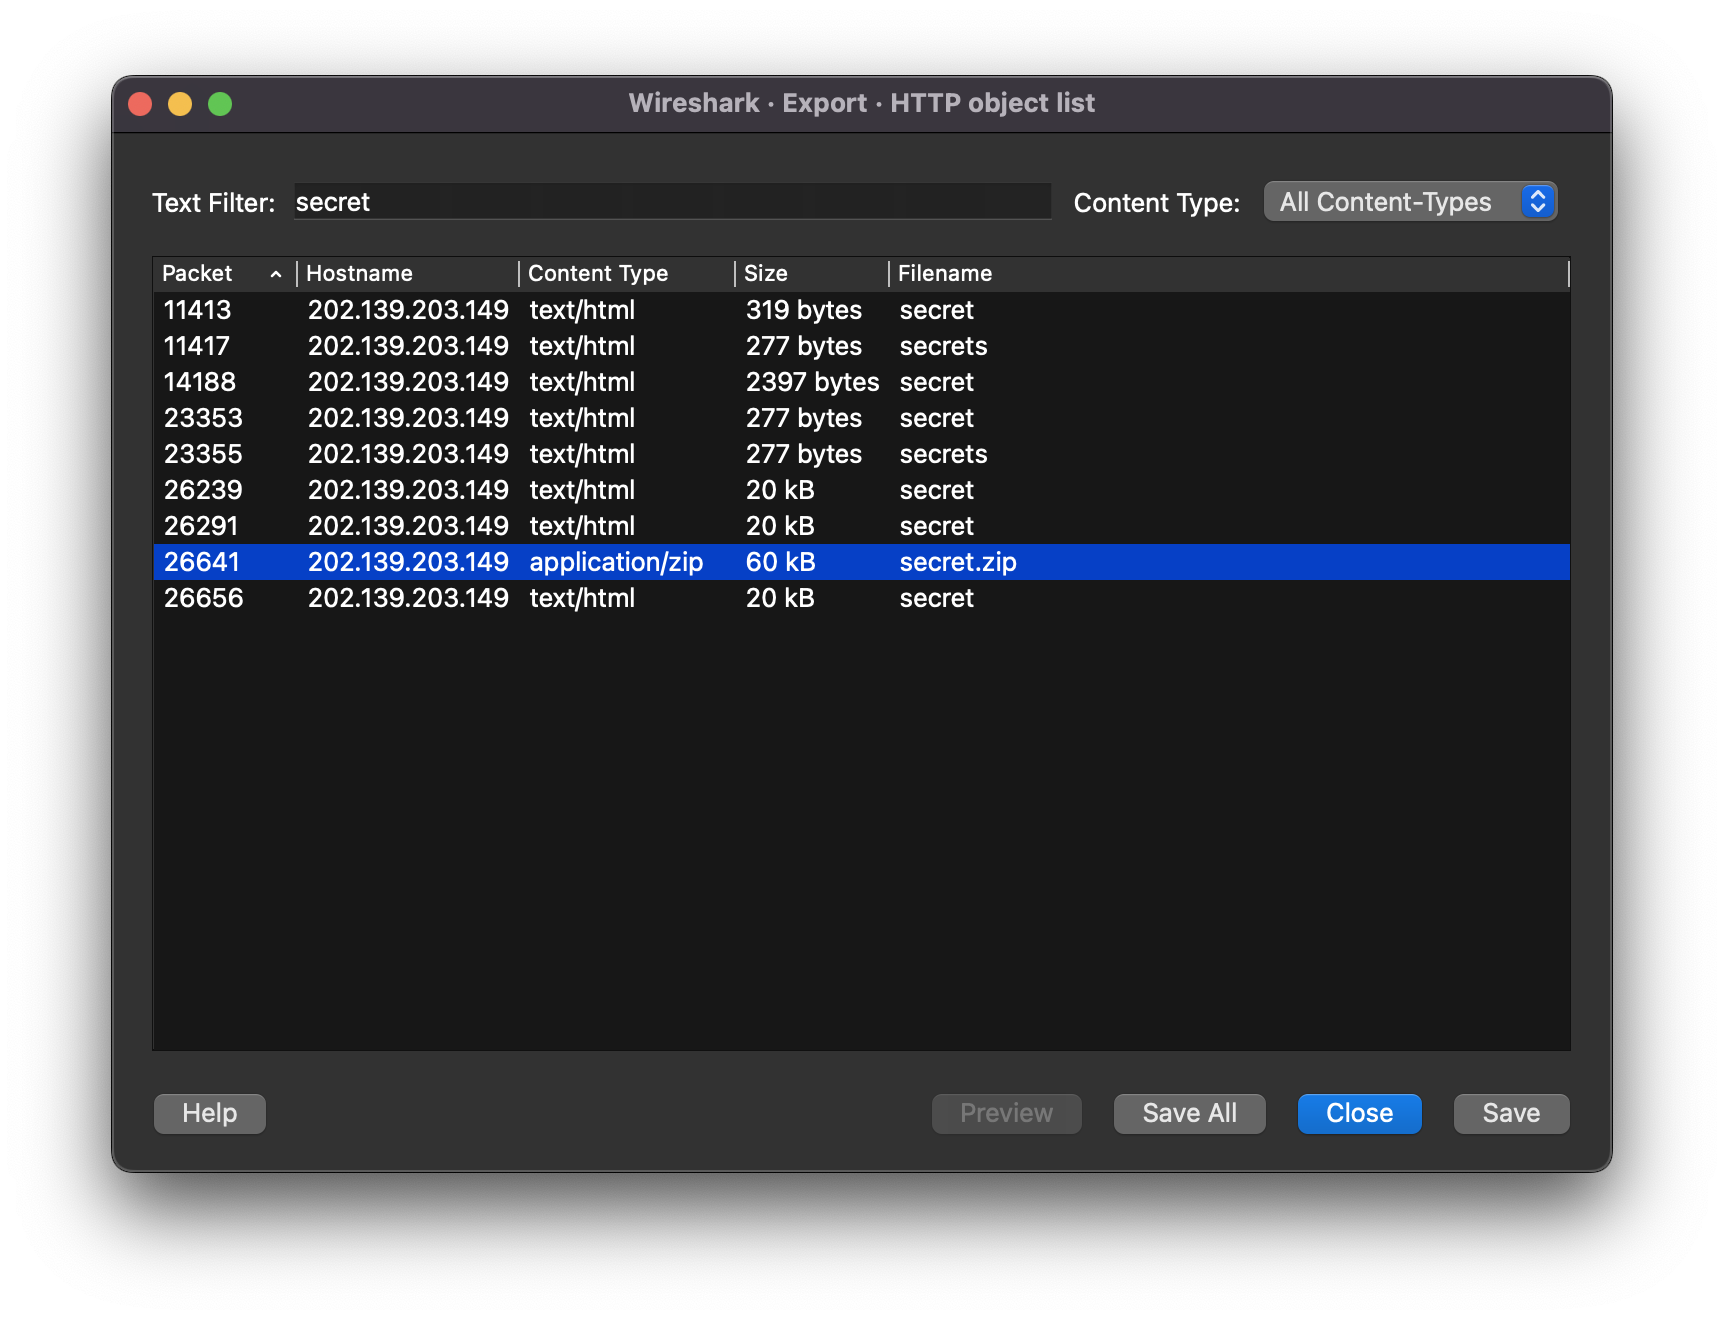 Wireshark · Export · HTTP object list
Text Filter: secret Content Type: All Content-Types
Packet Hostname Content Type Size Filename
11413 202.139.203.149 text/html 319 bytes secret
11417 202.139.203.149 text/html 277 bytes secrets
14188 202.139.203.149 text/html 2397 bytes secret
23353 202.139.203.149 text/html 277 bytes secret
23355 202.139.203.149 text/html 277 bytes secrets
26239 202.139.203.149 text/html 20 kB secret
26291 202.139.203.149 text/html 20 kB secret
26641 202.139.203.149 application/zip 60 kB secret.zip
26656 202.139.203.149 text/html 20 kB secret
Help Preview Save All Close Save